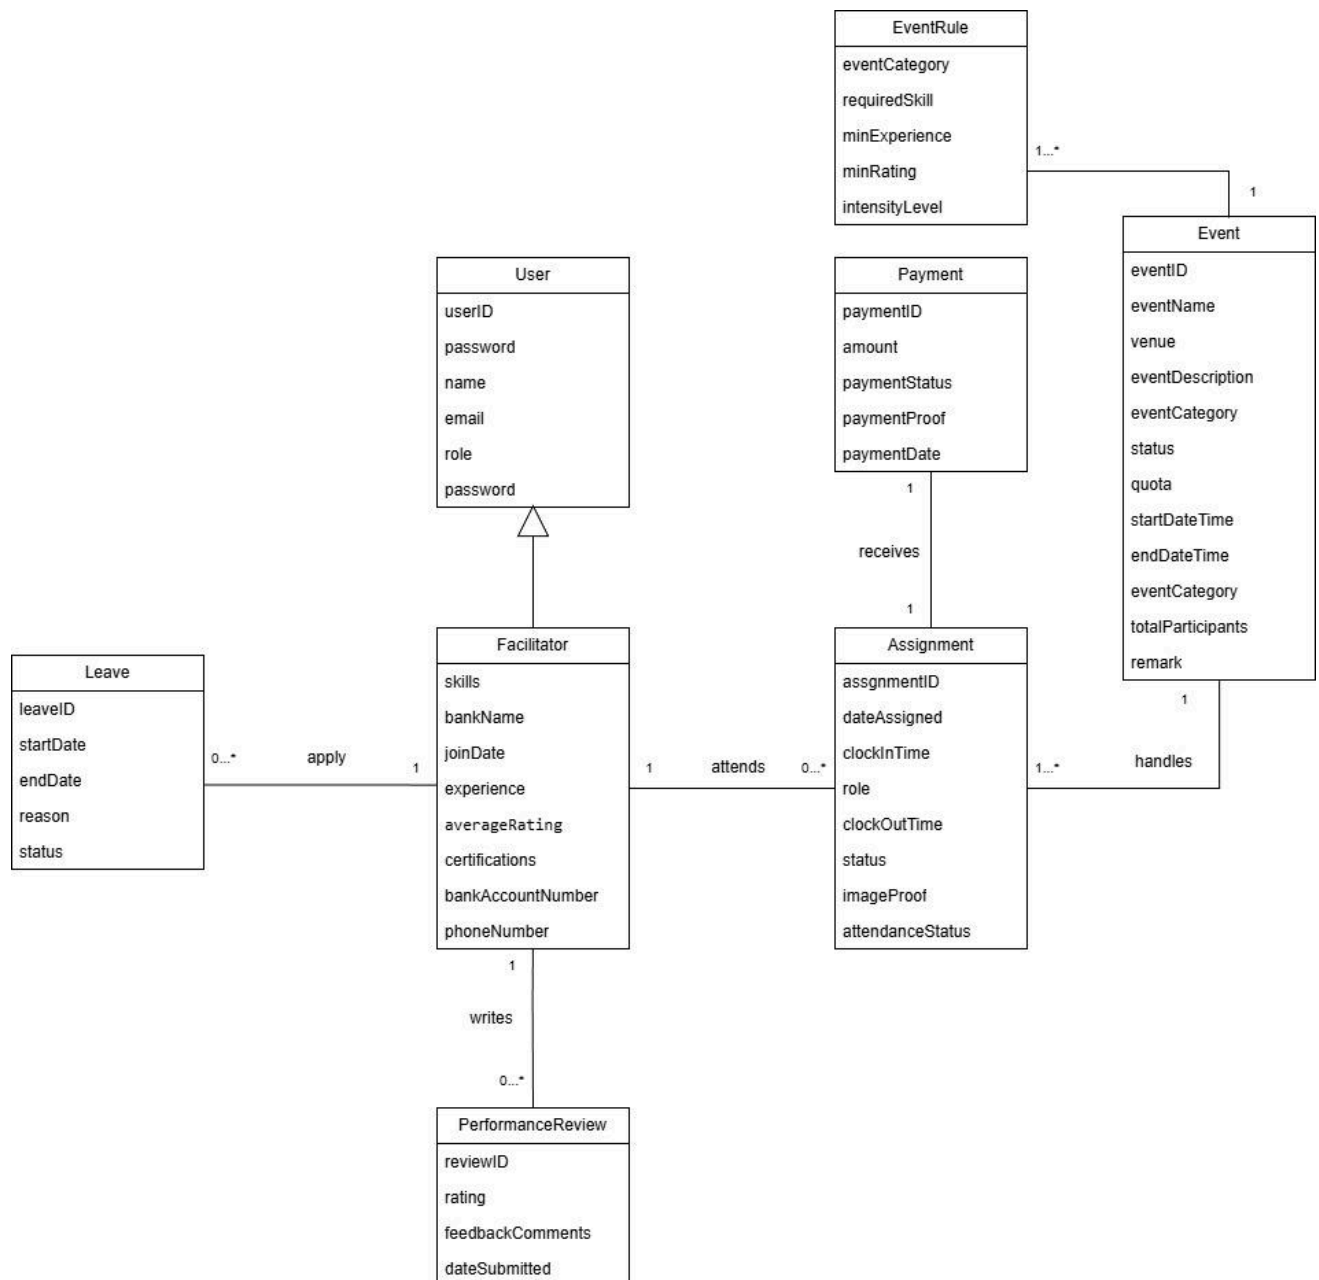 EventRule
eventCategory
requiredSkill
minExperience
minRating
intensityLevel
1...*
1
Event
eventID
eventName
venue
eventDescription
eventCategory
status
quota
startDateTime
endDateTime
eventCategory
totalParticipants
remark
User
userID
password
name
email
role
password
Payment
paymentID
amount
paymentStatus
paymentProof
paymentDate
1
receives
1
Leave
leaveID
startDate
endDate
reason
status
0...*
apply
1
Facilitator
skills
bankName
joinDate
experience
averageRating
certifications
bankAccountNumber
phoneNumber
1
attends
0...*
Assignment
assgnmentID
dateAssigned
clockInTime
role
clockOutTime
status
imageProof
attendanceStatus
1...*
handles
1
1
writes
0...*
PerformanceReview
reviewID
rating
feedbackComments
dateSubmitted